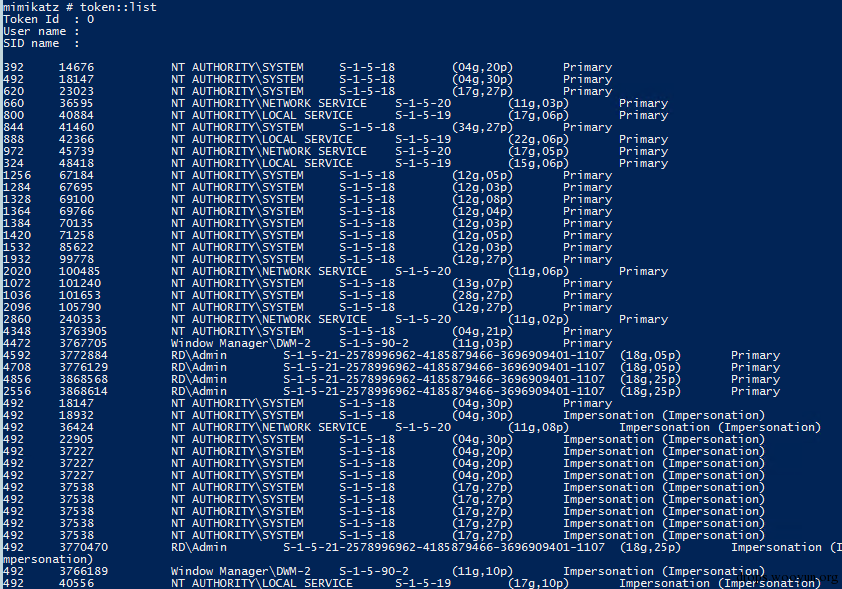 mimikatz # token::list
Token Id  : 0
User name :
SID name  :
392     14676           NT AUTHORITY\SYSTEM     S-1-5-18        (04g,20p)       Primary
492     18147           NT AUTHORITY\SYSTEM     S-1-5-18        (04g,30p)       Primary
620     23023           NT AUTHORITY\SYSTEM     S-1-5-18        (17g,27p)       Primary
660     36595           NT AUTHORITY\NETWORK SERVICE    S-1-5-20        (11g,03p)       Primary
800     40884           NT AUTHORITY\LOCAL SERVICE      S-1-5-19        (17g,06p)       Primary
844     41460           NT AUTHORITY\SYSTEM     S-1-5-18        (34g,27p)       Primary
888     42366           NT AUTHORITY\LOCAL SERVICE      S-1-5-19        (22g,06p)       Primary
972     45739           NT AUTHORITY\NETWORK SERVICE    S-1-5-20        (17g,05p)       Primary
324     48418           NT AUTHORITY\LOCAL SERVICE      S-1-5-19        (15g,06p)       Primary
1256    67184           NT AUTHORITY\SYSTEM     S-1-5-18        (12g,05p)       Primary
1284    67695           NT AUTHORITY\SYSTEM     S-1-5-18        (12g,03p)       Primary
1328    69100           NT AUTHORITY\SYSTEM     S-1-5-18        (12g,08p)       Primary
1364    69766           NT AUTHORITY\SYSTEM     S-1-5-18        (12g,04p)       Primary
1384    70135           NT AUTHORITY\SYSTEM     S-1-5-18        (12g,03p)       Primary
1420    71258           NT AUTHORITY\SYSTEM     S-1-5-18        (12g,05p)       Primary
1532    85622           NT AUTHORITY\SYSTEM     S-1-5-18        (12g,03p)       Primary
1932    99778           NT AUTHORITY\SYSTEM     S-1-5-18        (12g,27p)       Primary
2020    100485          NT AUTHORITY\NETWORK SERVICE    S-1-5-20        (11g,06p)       Primary
1072    101240          NT AUTHORITY\SYSTEM     S-1-5-18        (13g,07p)       Primary
1036    101653          NT AUTHORITY\SYSTEM     S-1-5-18        (28g,27p)       Primary
2096    105790          NT AUTHORITY\SYSTEM     S-1-5-18        (12g,27p)       Primary
2860    240353          NT AUTHORITY\NETWORK SERVICE    S-1-5-20        (11g,02p)       Primary
4348    3763905         NT AUTHORITY\SYSTEM     S-1-5-18        (04g,21p)       Primary
4472    3767705         Window Manager\DWM-2    S-1-5-90-2      (11g,03p)       Primary
4592    3772884         RD\Admin        S-1-5-21-2578996962-4185879466-3696909401-1107  (18g,05p)       Primary
4708    3776129         RD\Admin        S-1-5-21-2578996962-4185879466-3696909401-1107  (18g,05p)       Primary
4856    3868568         RD\Admin        S-1-5-21-2578996962-4185879466-3696909401-1107  (18g,25p)       Primary
2556    3868614         RD\Admin        S-1-5-21-2578996962-4185879466-3696909401-1107  (18g,25p)       Primary
492     18147           NT AUTHORITY\SYSTEM     S-1-5-18        (04g,30p)       Primary
492     18932           NT AUTHORITY\SYSTEM     S-1-5-18        (04g,30p)       Impersonation (Impersonation)
492     36424           NT AUTHORITY\NETWORK SERVICE    S-1-5-20        (11g,08p)       Impersonation (Impersonation)
492     22905           NT AUTHORITY\SYSTEM     S-1-5-18        (04g,30p)       Impersonation (Impersonation)
492     37227           NT AUTHORITY\SYSTEM     S-1-5-18        (04g,20p)       Impersonation (Impersonation)
492     37227           NT AUTHORITY\SYSTEM     S-1-5-18        (04g,20p)       Impersonation (Impersonation)
492     37227           NT AUTHORITY\SYSTEM     S-1-5-18        (04g,20p)       Impersonation (Impersonation)
492     37538           NT AUTHORITY\SYSTEM     S-1-5-18        (17g,27p)       Impersonation (Impersonation)
492     37538           NT AUTHORITY\SYSTEM     S-1-5-18        (17g,27p)       Impersonation (Impersonation)
492     37538           NT AUTHORITY\SYSTEM     S-1-5-18        (17g,27p)       Impersonation (Impersonation)
492     37538           NT AUTHORITY\SYSTEM     S-1-5-18        (17g,27p)       Impersonation (Impersonation)
492     37538           NT AUTHORITY\SYSTEM     S-1-5-18        (17g,27p)       Impersonation (Impersonation)
492     3770470         RD\Admin        S-1-5-21-2578996962-4185879466-3696909401-1107  (18g,25p)       Impersonation (I
mpersonation)
492     3766189         Window Manager\DWM-2    S-1-5-90-2      (11g,10p)       Impersonation (Impersonation)
492     40556           NT AUTHORITY\LOCAL SERVICE      S-1-5-19        (17g,10p)       Impersonation (Impersonation)